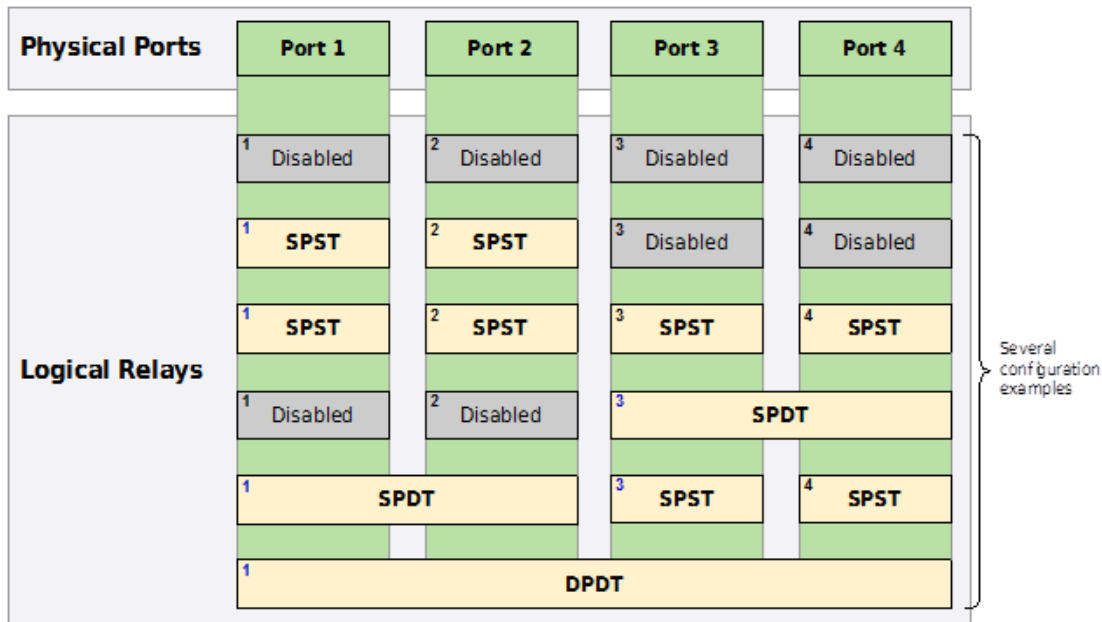 Physical Ports
Port 1
Port 2
Port 3
Port 4
1
Disabled
2
Disabled
3
Disabled
4
Disabled
1
SPST
2
SPST
3
Disabled
4
Disabled
1
SPST
2
SPST
3
SPST
4
SPST
Logical Relays
Several
configuration
examples
1
Disabled
2
Disabled
3
SPDT
1
SPDT
3
SPST
4
SPST
1
DPDT